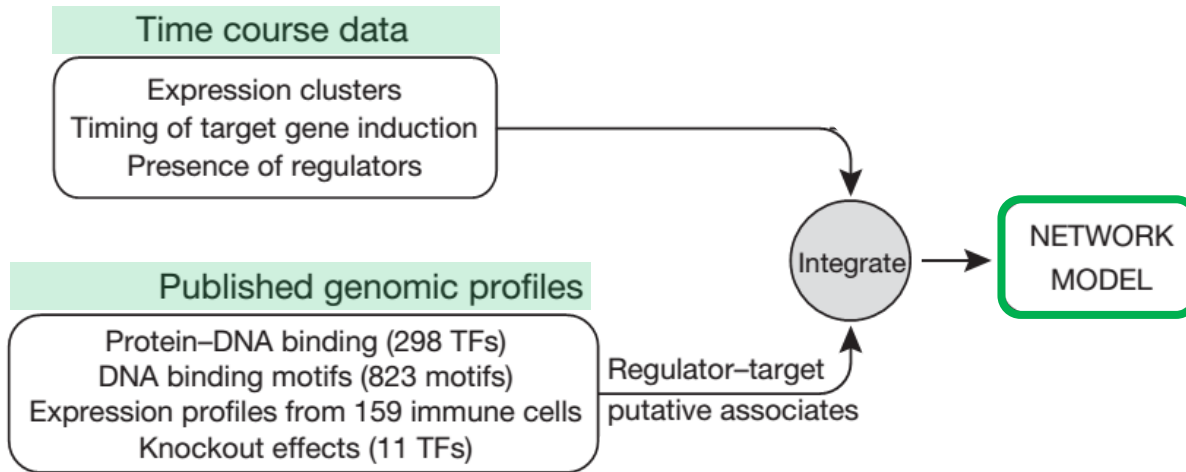 Time course data
Expression clusters
Timing of target gene induction
Presence of regulators
Published genomic profiles
Protein–DNA binding (298 TFs)
DNA binding motifs (823 motifs)
Expression profiles from 159 immune cells
Knockout effects (11 TFs)
Regulator–target
putative associates
Integrate
NETWORK
MODEL